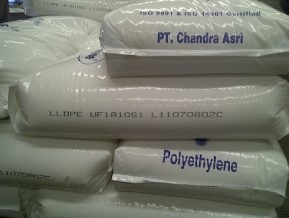 ISO 9001 & ISO 14001 Certified
PT. Chandra Asri
LLDPE UF1810S1 L11070802C
Polyethylene